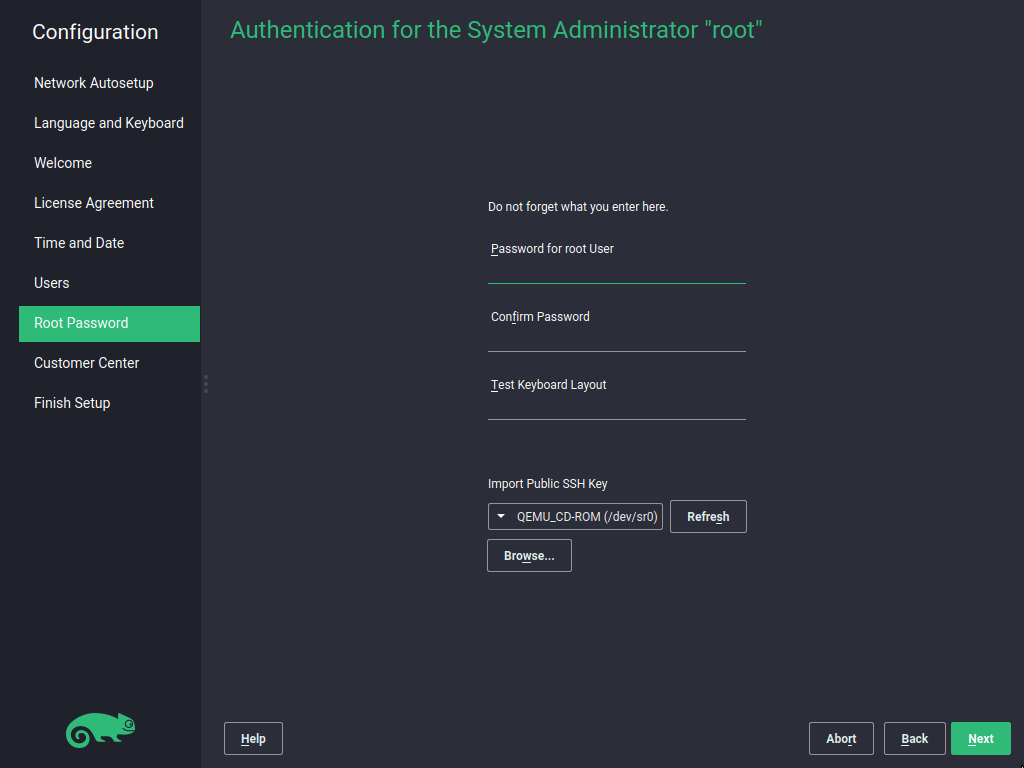 Configuration
Network Autosetup
Language and Keyboard
Welcome
License Agreement
Time and Date
Users
Root Password
Customer Center
Finish Setup
Authentication for the System Administrator "root"
Do not forget what you enter here.
Password for root User
Confirm Password
Test Keyboard Layout
Import Public SSH Key
QEMU_CD-ROM (/dev/sr0) Refresh
Browse...
Help Abort Back Next